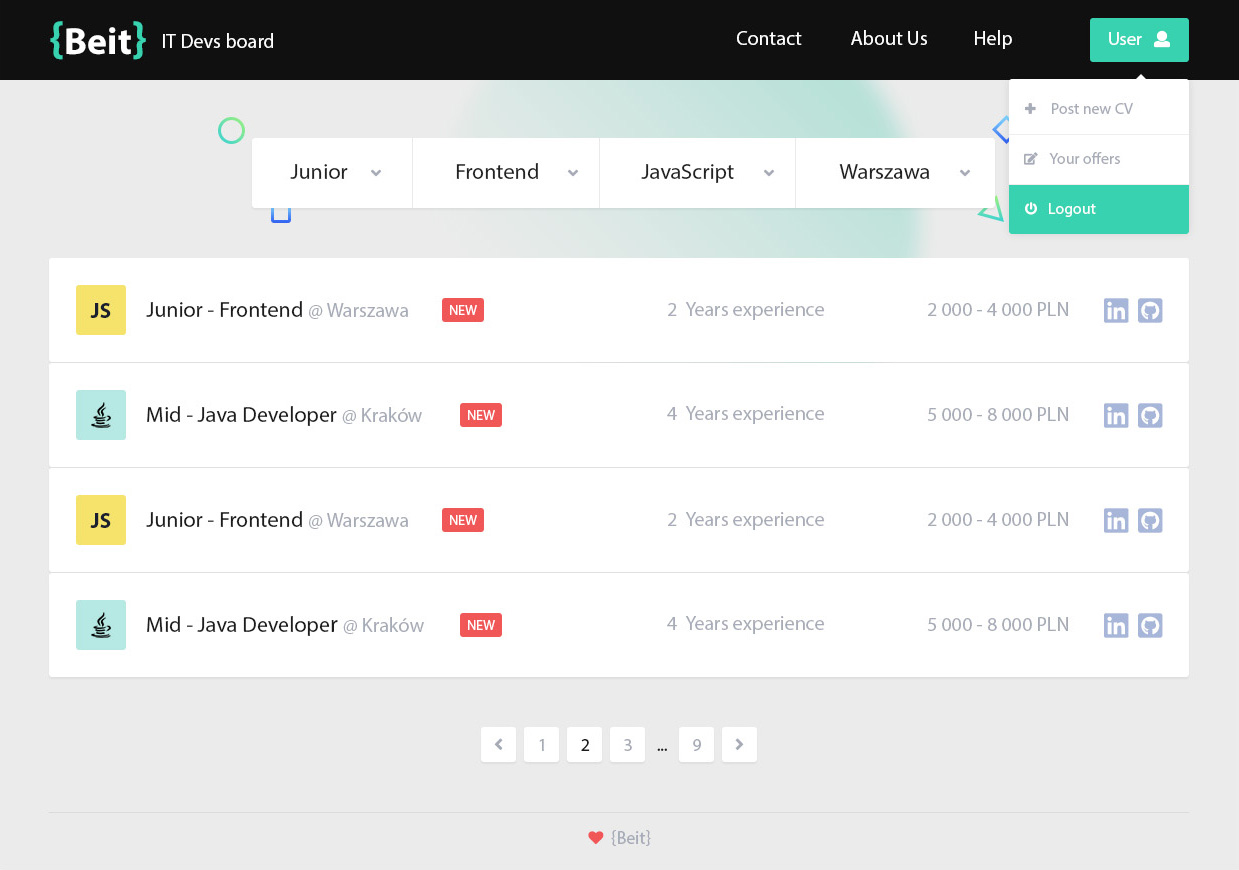 {Beit} IT Devs board Contact About Us Help User
Post new CV
Your offers
Logout
Junior Frontend JavaScript Warszawa
JS Junior - Frontend @ Warszawa NEW 2 Years experience 2 000 - 4 000 PLN in
Mid - Java Developer @ Kraków NEW 4 Years experience 5 000 - 8 000 PLN in
JS Junior - Frontend @ Warszawa NEW 2 Years experience 2 000 - 4 000 PLN in
Mid - Java Developer @ Kraków NEW 4 Years experience 5 000 - 8 000 PLN in
1 2 3 ... 9
{Beit}